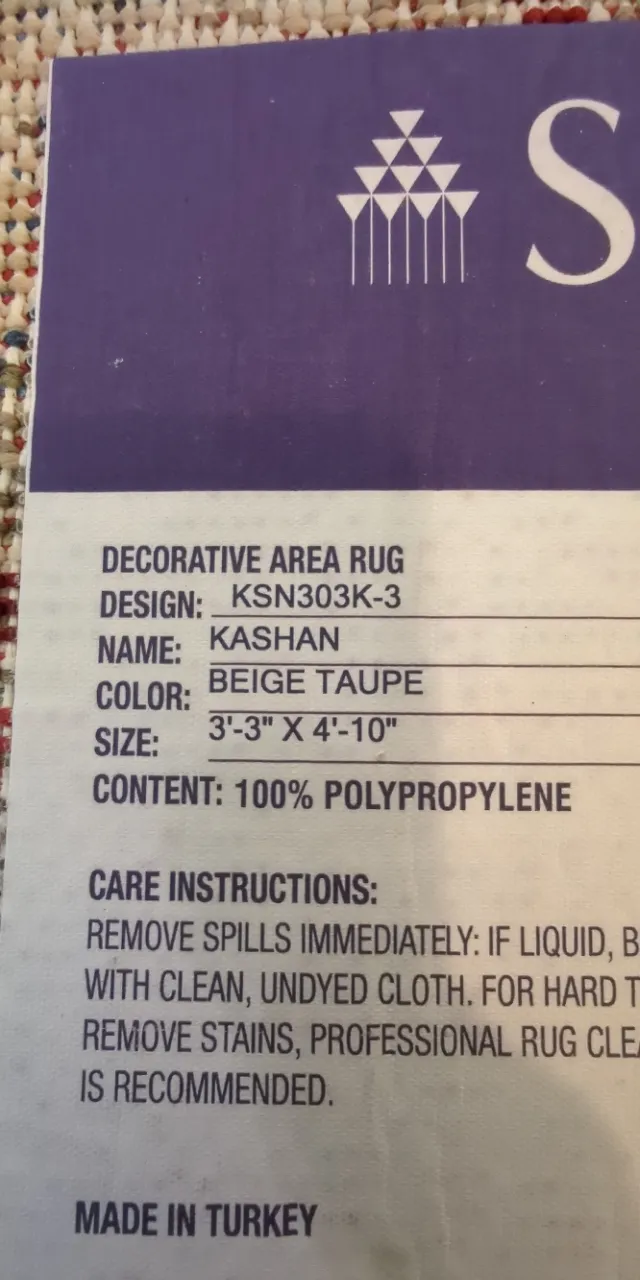 S
DECORATIVE AREA RUG
DESIGN: KSN303K-3
NAME: KASHAN
COLOR: BEIGE TAUPE
SIZE: 3'-3" X 4'-10"
CONTENT: 100% POLYPROPYLENE
CARE INSTRUCTIONS:
REMOVE SPILLS IMMEDIATELY: IF LIQUID, B
WITH CLEAN, UNDYED CLOTH. FOR HARD T
REMOVE STAINS, PROFESSIONAL RUG CLEA
IS RECOMMENDED.
MADE IN TURKEY